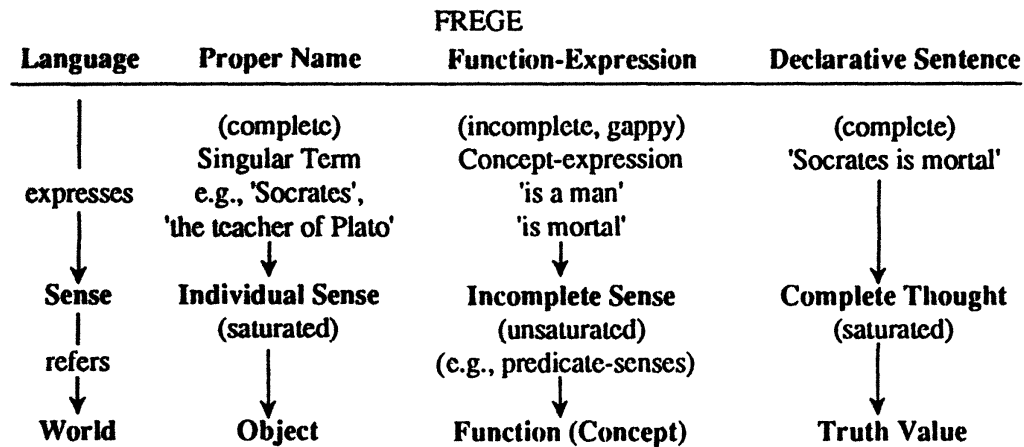 FREGE
Language Proper Name Function-Expression Declarative Sentence
(complete) (incomplete, gappy) (complete)
Singular Term Concept-expression 'Socrates is mortal'
expresses e.g., 'Socrates', 'is a man'
'the teacher of Plato' 'is mortal'
Sense Individual Sense Incomplete Sense Complete Thought
(saturated) (unsaturated) (saturated)
refers (e.g., predicate-senses)
World Object Function (Concept) Truth Value